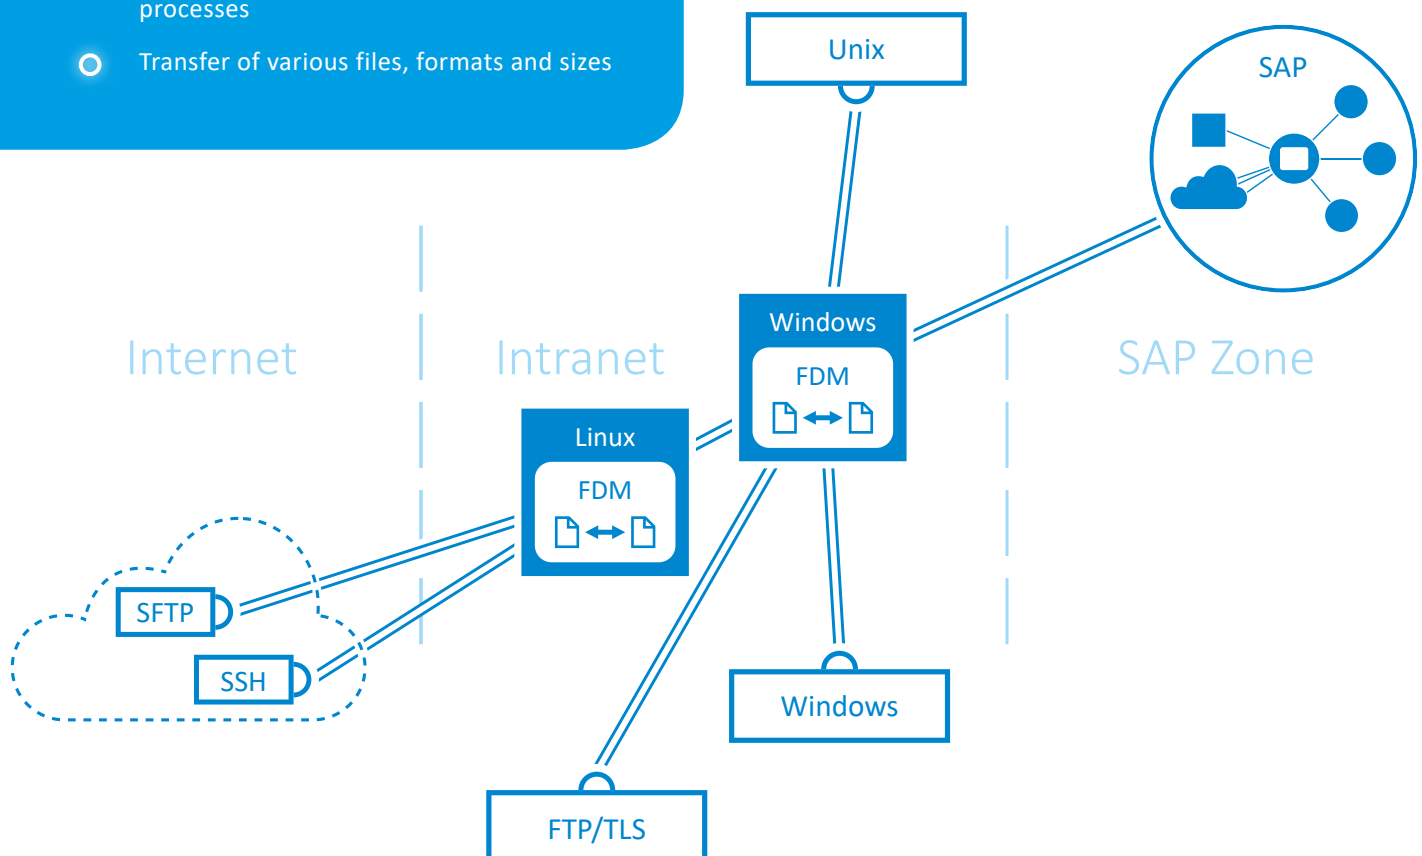 processes
Transfer of various files, formats and sizes
Unix
SAP
Internet
Intranet
SAP Zone
Windows
FDM
Linux
FDM
SFTP
SSH
Windows
FTP/TLS